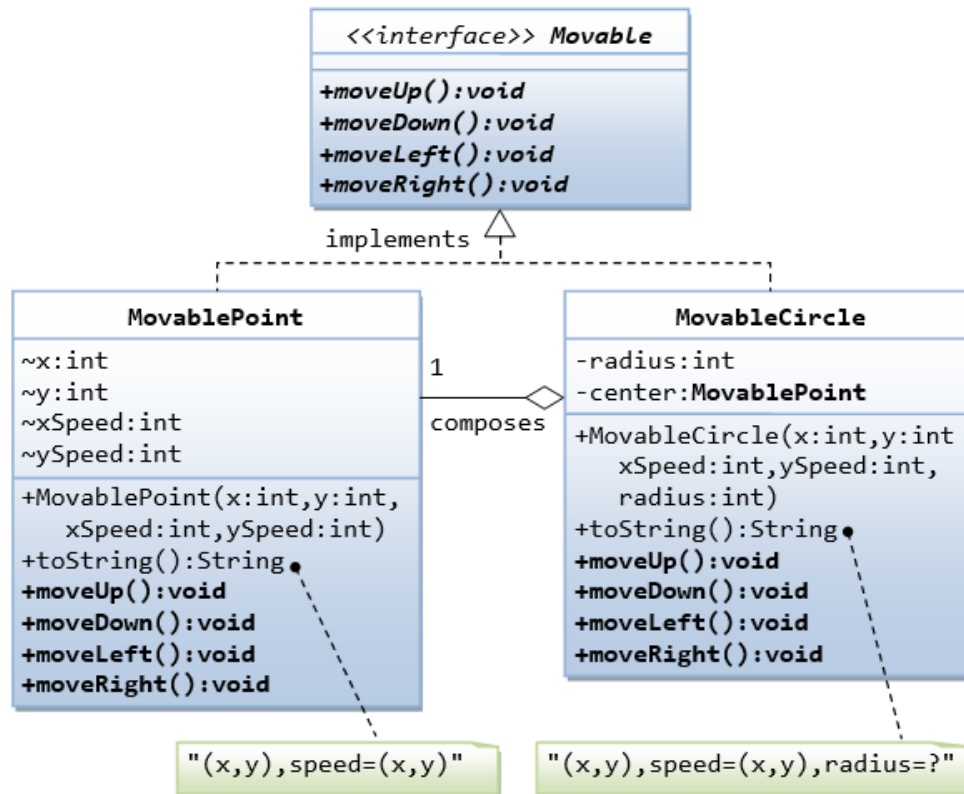 <<interface>> Movable
+moveUp():void
+moveDown():void
+moveLeft():void
+moveRight():void
implements
MovablePoint
~x:int
~y:int
~xSpeed:int
~ySpeed:int
+MovablePoint(x:int,y:int,
xSpeed:int,ySpeed:int)
+toString():String
+moveUp():void
+moveDown():void
+moveLeft():void
+moveRight():void
1
composes
MovableCircle
-radius:int
-center:MovablePoint
+MovableCircle(x:int,y:int
xSpeed:int,ySpeed:int,
radius:int)
+toString():String
+moveUp():void
+moveDown():void
+moveLeft():void
+moveRight():void
"(x,y),speed=(x,y)"
"(x,y),speed=(x,y),radius=?"